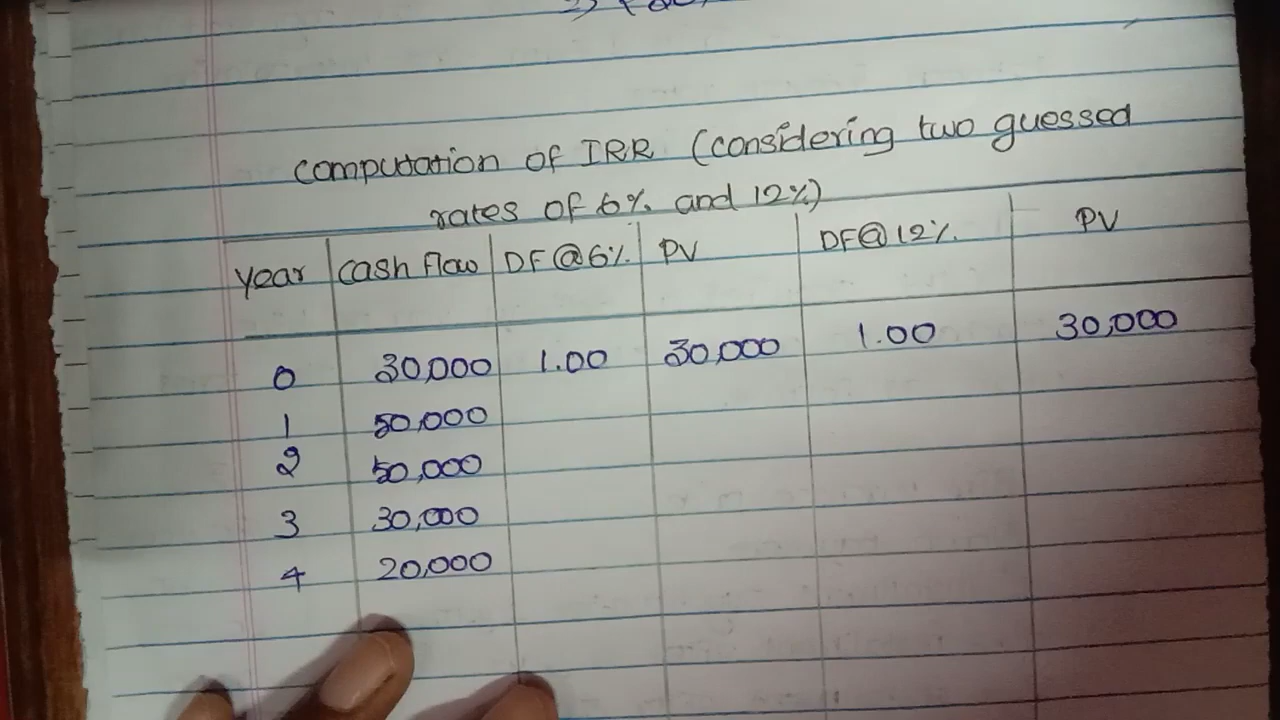 computation of IRR (considering two guessed
rates of 6% and 12%)
year cash flow DF@6% PV DF@12% PV
0 30,000 1.00 30,000 1.00 30,000
1 50,000
2 50,000
3 30,000
4 20,000